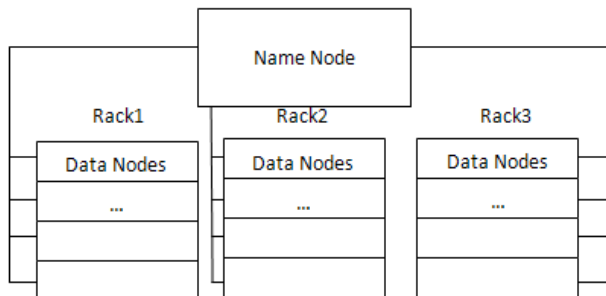 Name Node
Rack1
Rack2
Rack3
Data Nodes
Data Nodes
Data Nodes
...
...
...